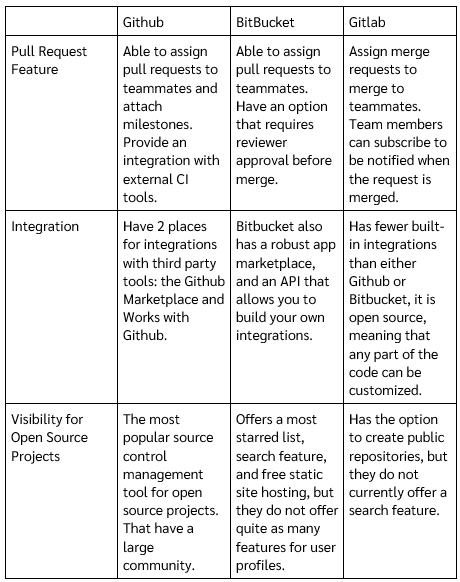 Github
BitBucket
Gitlab
Pull Request
Feature
Able to assign
pull requests to
teammates and
attach
milestones.
Provide an
integration with
external CI
tools.
Able to assign
pull requests to
teammates.
Have an option
that requires
reviewer
approval before
merge.
Assign merge
requests to
merge to
teammates.
Team members
can subscribe to
be notified when
the request is
merged.
Integration
Have 2 places
for integrations
with third party
tools: the Github
Marketplace and
Works with
Github.
Bitbucket also
has a robust app
marketplace,
and an API that
allows you to
build your own
integrations.
Has fewer built-
in integrations
than either
Github or
Bitbucket, it is
open source,
meaning that
any part of the
code can be
customized.
Visibility for
Open Source
Projects
The most
popular source
control
management
tool for open
source projects.
That have a
large
community.
Offers a most
starred list,
search feature,
and free static
site hosting, but
they do not offer
quite as many
features for user
profiles.
Has the option
to create public
repositories, but
they do not
currently offer a
search feature.